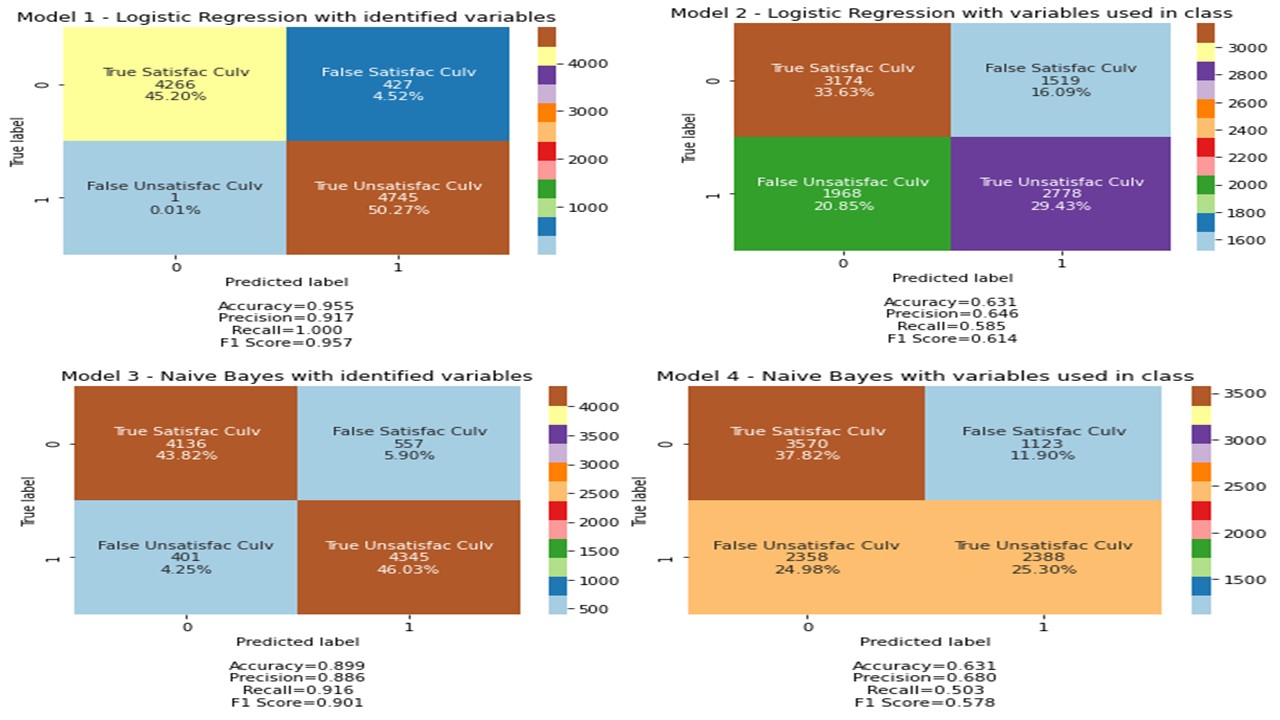 Model 1 - Logistic Regression with identified variables
True Satisfac Culv
4266
45.20%
False Satisfac Culv
427
4.52%
False Unsatisfac Culv
1
0.01%
True Unsatisfac Culv
4745
50.27%
0
1
True label
0
1
Predicted label
4000
3000
2000
1000
Accuracy=0.955
Precision=0.917
Recall=1.000
F1 Score=0.957
Model 2 - Logistic Regression with variables used in class
True Satisfac Culv
3174
33.63%
False Satisfac Culv
1519
16.09%
False Unsatisfac Culv
1968
20.85%
True Unsatisfac Culv
2778
29.43%
0
1
True label
0
1
Predicted label
3000
2800
2600
2400
2200
2000
1800
1600
Accuracy=0.631
Precision=0.646
Recall=0.585
F1 Score=0.614
Model 3 - Naive Bayes with identified variables
True Satisfac Culv
4136
43.82%
False Satisfac Culv
557
5.90%
False Unsatisfac Culv
401
4.25%
True Unsatisfac Culv
4345
46.03%
0
1
True label
0
1
Predicted label
4000
3500
3000
2500
2000
1500
1000
500
Accuracy=0.899
Precision=0.886
Recall=0.916
F1 Score=0.901
Model 4 - Naive Bayes with variables used in class
True Satisfac Culv
3570
37.82%
False Satisfac Culv
1123
11.90%
False Unsatisfac Culv
2358
24.98%
True Unsatisfac Culv
2388
25.30%
0
1
True label
0
1
Predicted label
3500
3000
2500
2000
1500
Accuracy=0.631
Precision=0.680
Recall=0.503
F1 Score=0.578